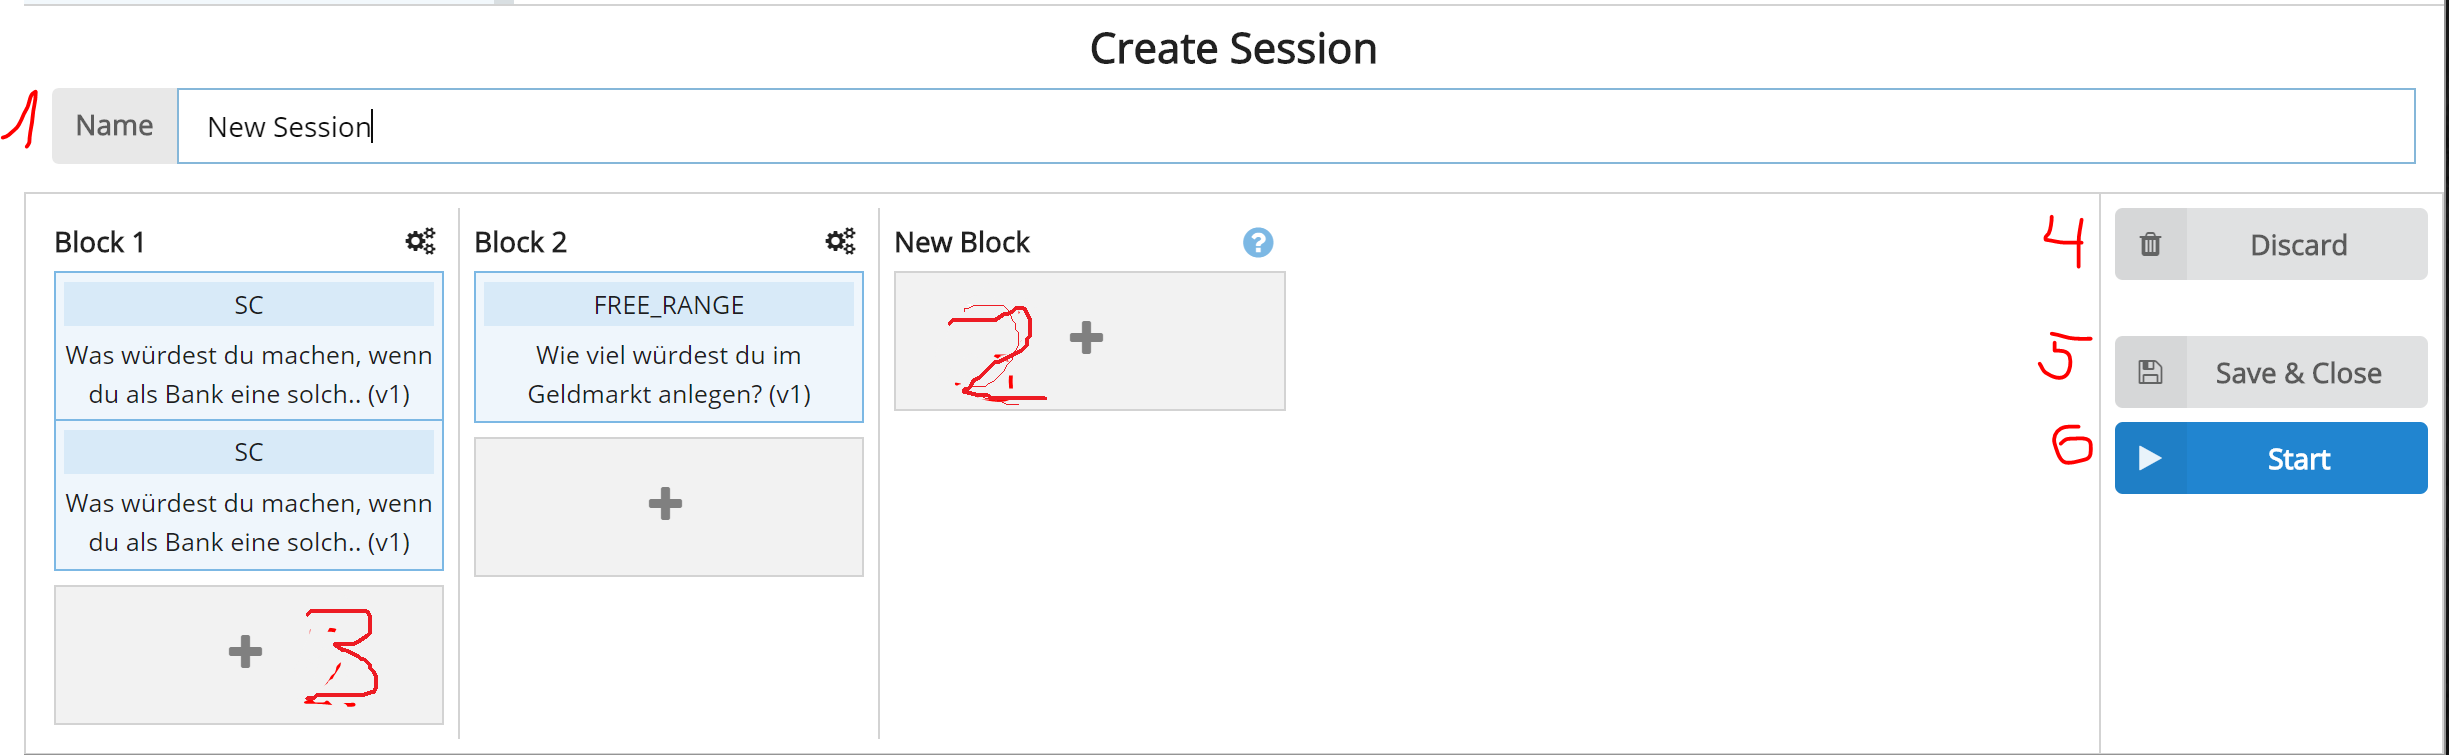 Create Session
1 Name New Session
Block 1
SC
Was würdest du machen, wenn
du als Bank eine solch.. (v1)
SC
Was würdest du machen, wenn
du als Bank eine solch.. (v1)
3
Block 2
FREE_RANGE
Wie viel würdest du im
Geldmarkt anlegen? (v1)
New Block ?
2
4 Discard
5 Save & Close
6 Start